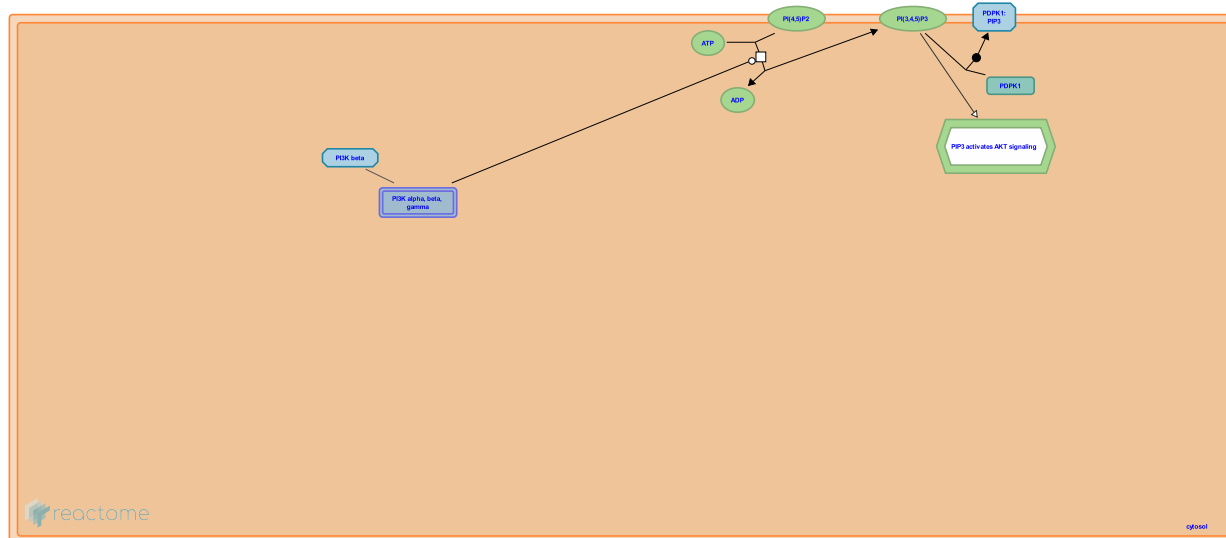 PI(4,5)P2
PI(3,4,5)P3
PDPK1:
PIP3
ATP
PDPK1
ADP
PIP3 activates AKT signaling
PI3K beta
PI3K alpha, beta,
gamma
reactome
cytosol